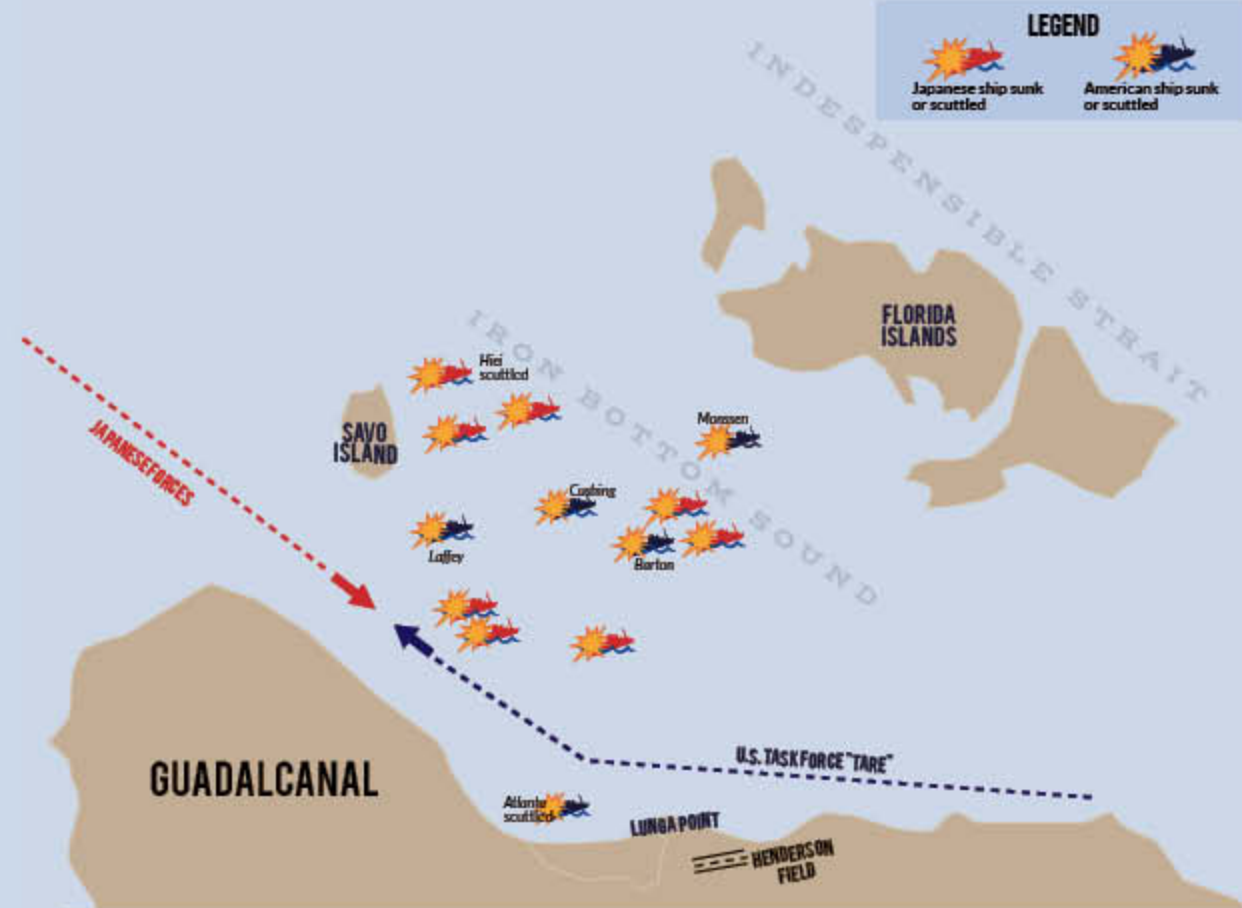 LEGEND
Japanese ship sunk
or scuttled
American ship sunk
or scuttled
INDESPENSIBLE STRAIT
FLORIDA
ISLANDS
IRON BOTTOM SOUND
Hiei
scuttled
SAVO
ISLAND
JAPANESE FORCES
Monssen
Cushing
Laffey
Barton
GUADALCANAL
U.S. TASK FORCE "TARE"
Atlanta
scuttled
LUNGA POINT
HENDERSON
FIELD